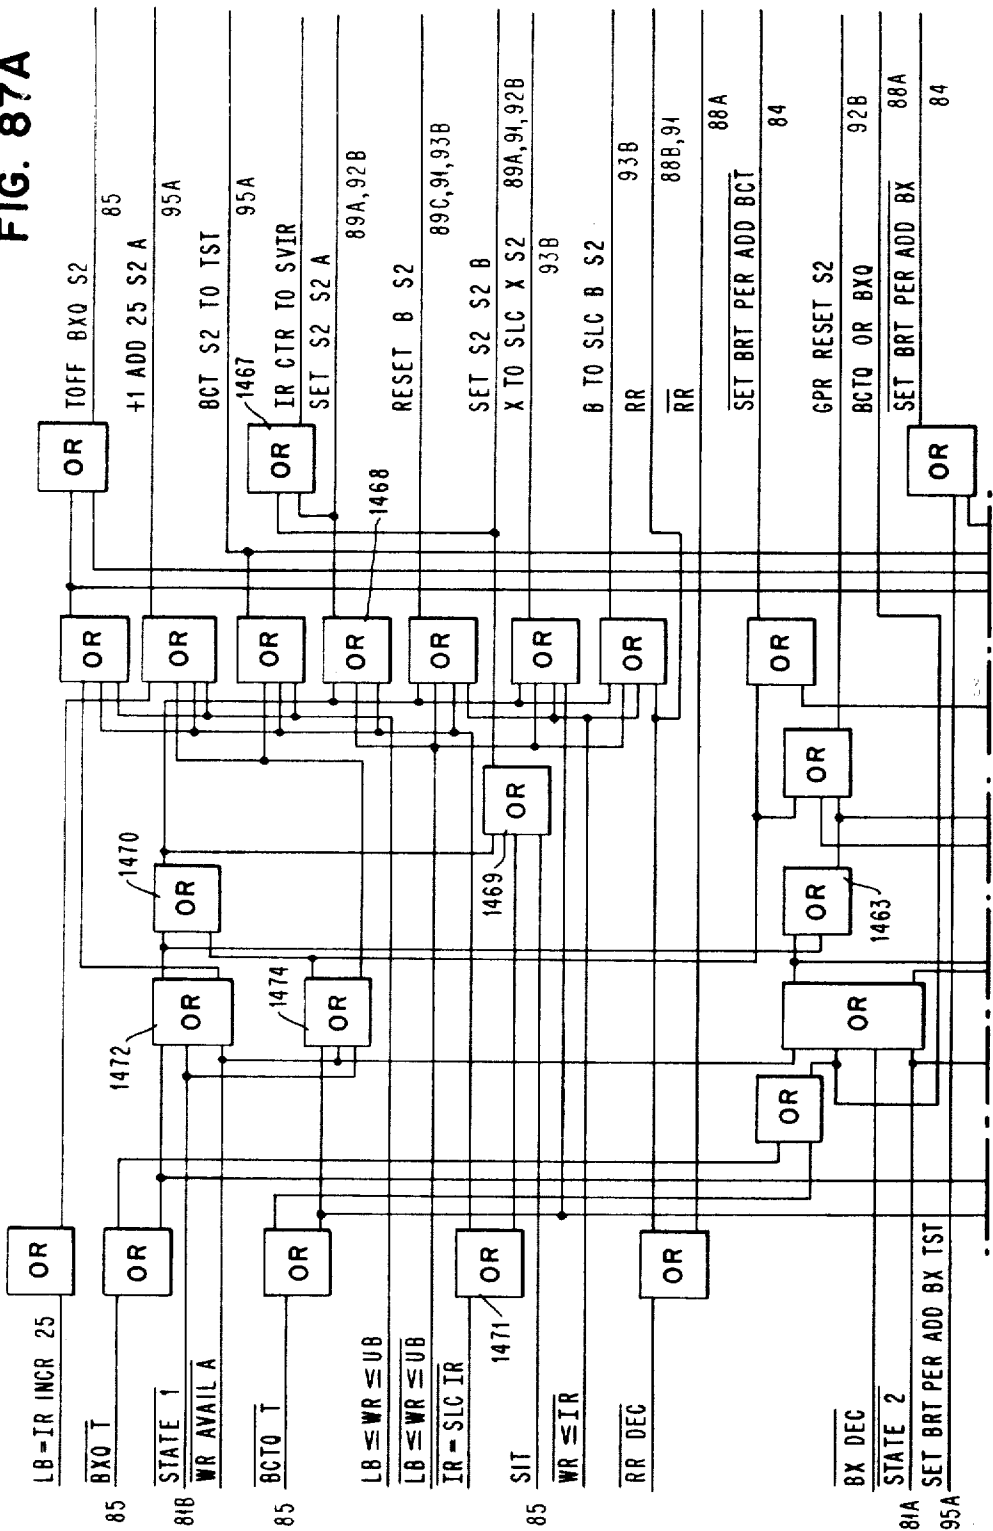 FIG. 87A
TOFF BXQ S2
85
+1 ADD 25 S2 A
95A
BCT S2 TO TST
95A
IR CTR TO SVIR
SET S2 S2 A
89A, 92B
RESET B S2
89C, 91, 93B
SET S2 S2 B
X TO SLC X S2
89A, 91, 92B
93B
B TO SLC B S2
RR
93B
RR
88B, 91
88A
SET BRT PER ADD BCT
84
GPR RESET S2
92B
BCTQ OR BXQ
88A
SET BRT PER ADD BX
84
OR
OR
1467
OR
OR
OR
OR
OR
1468
OR
OR
OR
OR
OR
OR
1469
OR
1470
OR
OR
1463
1472
OR
1474
OR
OR
OR
OR
OR
OR
OR
1471
OR
LB=IR INCR 25
BXQ T
85
STATE 1
81B
WR AVAIL A
BCTQ T
85
LB ≤ WR ≤ UB
LB ≤ WR ≤ UB
IR = SLC IR
SIT
85
WR ≤ IR
RR DEC
BX DEC
STATE 2
81A
SET BRT PER ADD BX TST
95A